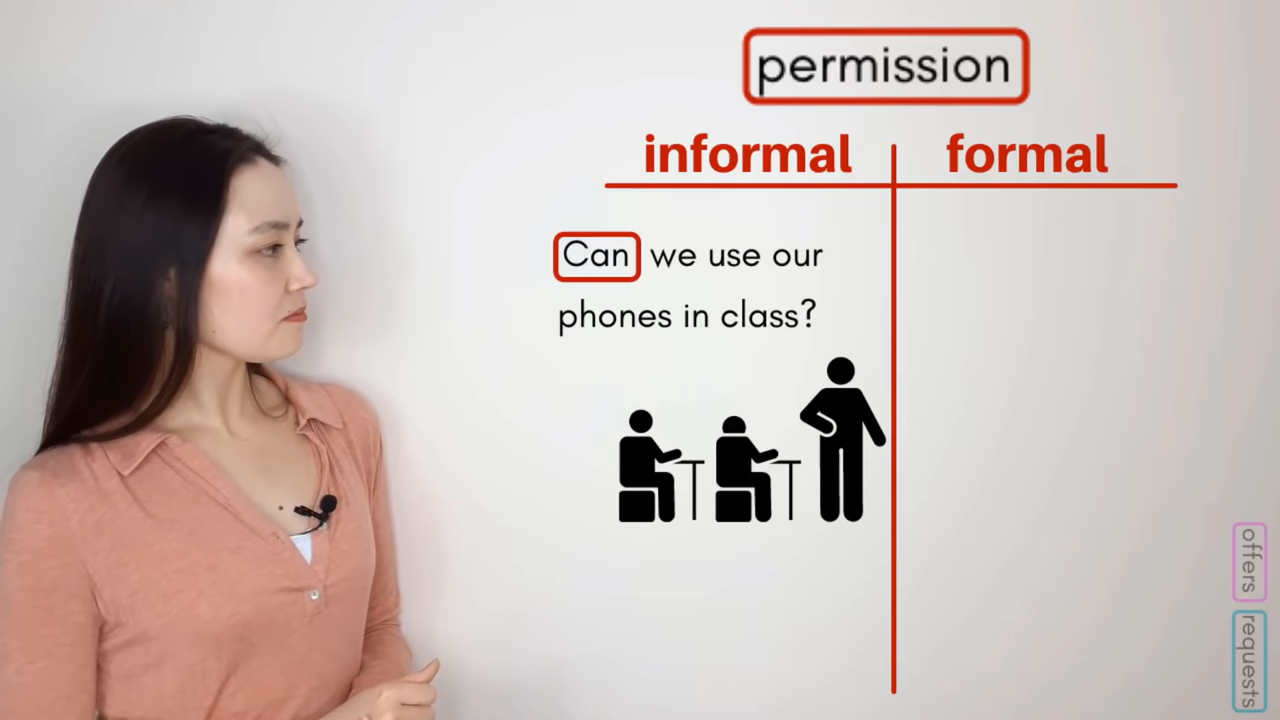 permission
informal
formal
Can we use our
phones in class?
offers
requests